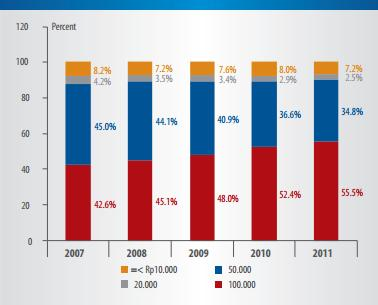 120 Percent
100
8.2% 7.2% 7.6% 8.0% 7.2%
4.2% 3.5% 3.4% 2.9% 2.5%
80
45.0% 44.1% 40.9% 36.6% 34.8%
60
40
42.6% 45.1% 48.0% 52.4% 55.5%
20
0
2007 2008 2009 2010 2011
=< Rp10.000 50.000
20.000 100.000